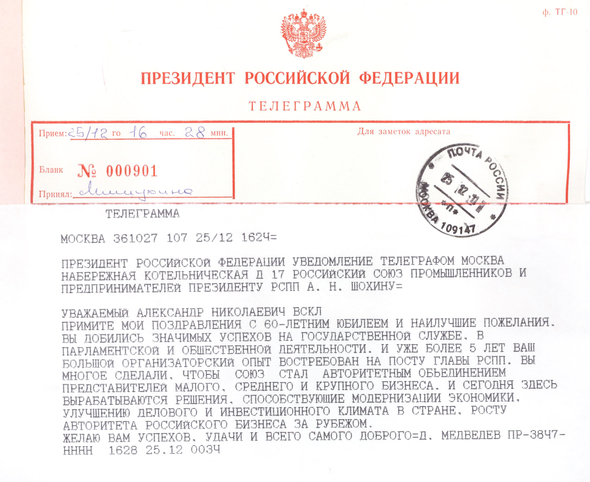 ф. ТГ-10
ПРЕЗИДЕНТ РОССИЙСКОЙ ФЕДЕРАЦИИ
ТЕЛЕГРАММА
Прием: 25/12 го 16 час. 28 мин.
Для заметок адресата
Бланк № 000901
Принял:
ПОЧТА РОССИИ
25.12.
МОСКВА 109147
ТЕЛЕГРАММА
МОСКВА 361027 107 25/12 1624=
ПРЕЗИДЕНТ РОССИЙСКОЙ ФЕДЕРАЦИИ УВЕДОМЛЕНИЕ ТЕЛЕГРАФОМ МОСКВА
НАБЕРЕЖНАЯ КОТЕЛЬНИЧЕСКАЯ Д 17 РОССИЙСКИЙ СОЮЗ ПРОМЫШЛЕННИКОВ И
ПРЕДПРИНИМАТЕЛЕЙ ПРЕЗИДЕНТУ РСПП А. Н. ШОХИНУ=
УВАЖАЕМЫЙ АЛЕКСАНДР НИКОЛАЕВИЧ ВСКЛ
ПРИМИТЕ МОИ ПОЗДРАВЛЕНИЯ С 60-ЛЕТНИМ ЮБИЛЕЕМ И НАИЛУЧШИЕ ПОЖЕЛАНИЯ.
ВЫ ДОБИЛИСЬ ЗНАЧИМЫХ УСПЕХОВ НА ГОСУДАРСТВЕННОЙ СЛУЖБЕ, В
ПАРЛАМЕНТСКОЙ И ОБЩЕСТВЕННОЙ ДЕЯТЕЛЬНОСТИ. И УЖЕ БОЛЕЕ 5 ЛЕТ ВАШ
БОЛЬШОЙ ОРГАНИЗАТОРСКИЙ ОПЫТ ВОСТРЕБОВАН НА ПОСТУ ГЛАВЫ РСПП. ВЫ
МНОГОЕ СДЕЛАЛИ, ЧТОБЫ СОЮЗ СТАЛ АВТОРИТЕТНЫМ ОБЪЕДИНЕНИЕМ
ПРЕДСТАВИТЕЛЕЙ МАЛОГО, СРЕДНЕГО И КРУПНОГО БИЗНЕСА. И СЕГОДНЯ ЗДЕСЬ
ВЫРАБАТЫВАЮТСЯ РЕШЕНИЯ, СПОСОБСТВУЮЩИЕ МОДЕРНИЗАЦИИ ЭКОНОМИКИ,
УЛУЧШЕНИЮ ДЕЛОВОГО И ИНВЕСТИЦИОННОГО КЛИМАТА В СТРАНЕ, РОСТУ
АВТОРИТЕТА РОССИЙСКОГО БИЗНЕСА ЗА РУБЕЖОМ.
ЖЕЛАЮ ВАМ УСПЕХОВ, УДАЧИ И ВСЕГО САМОГО ДОБРОГО=Д. МЕДВЕДЕВ ПР-3847-
НННН 1628 25.12 0034